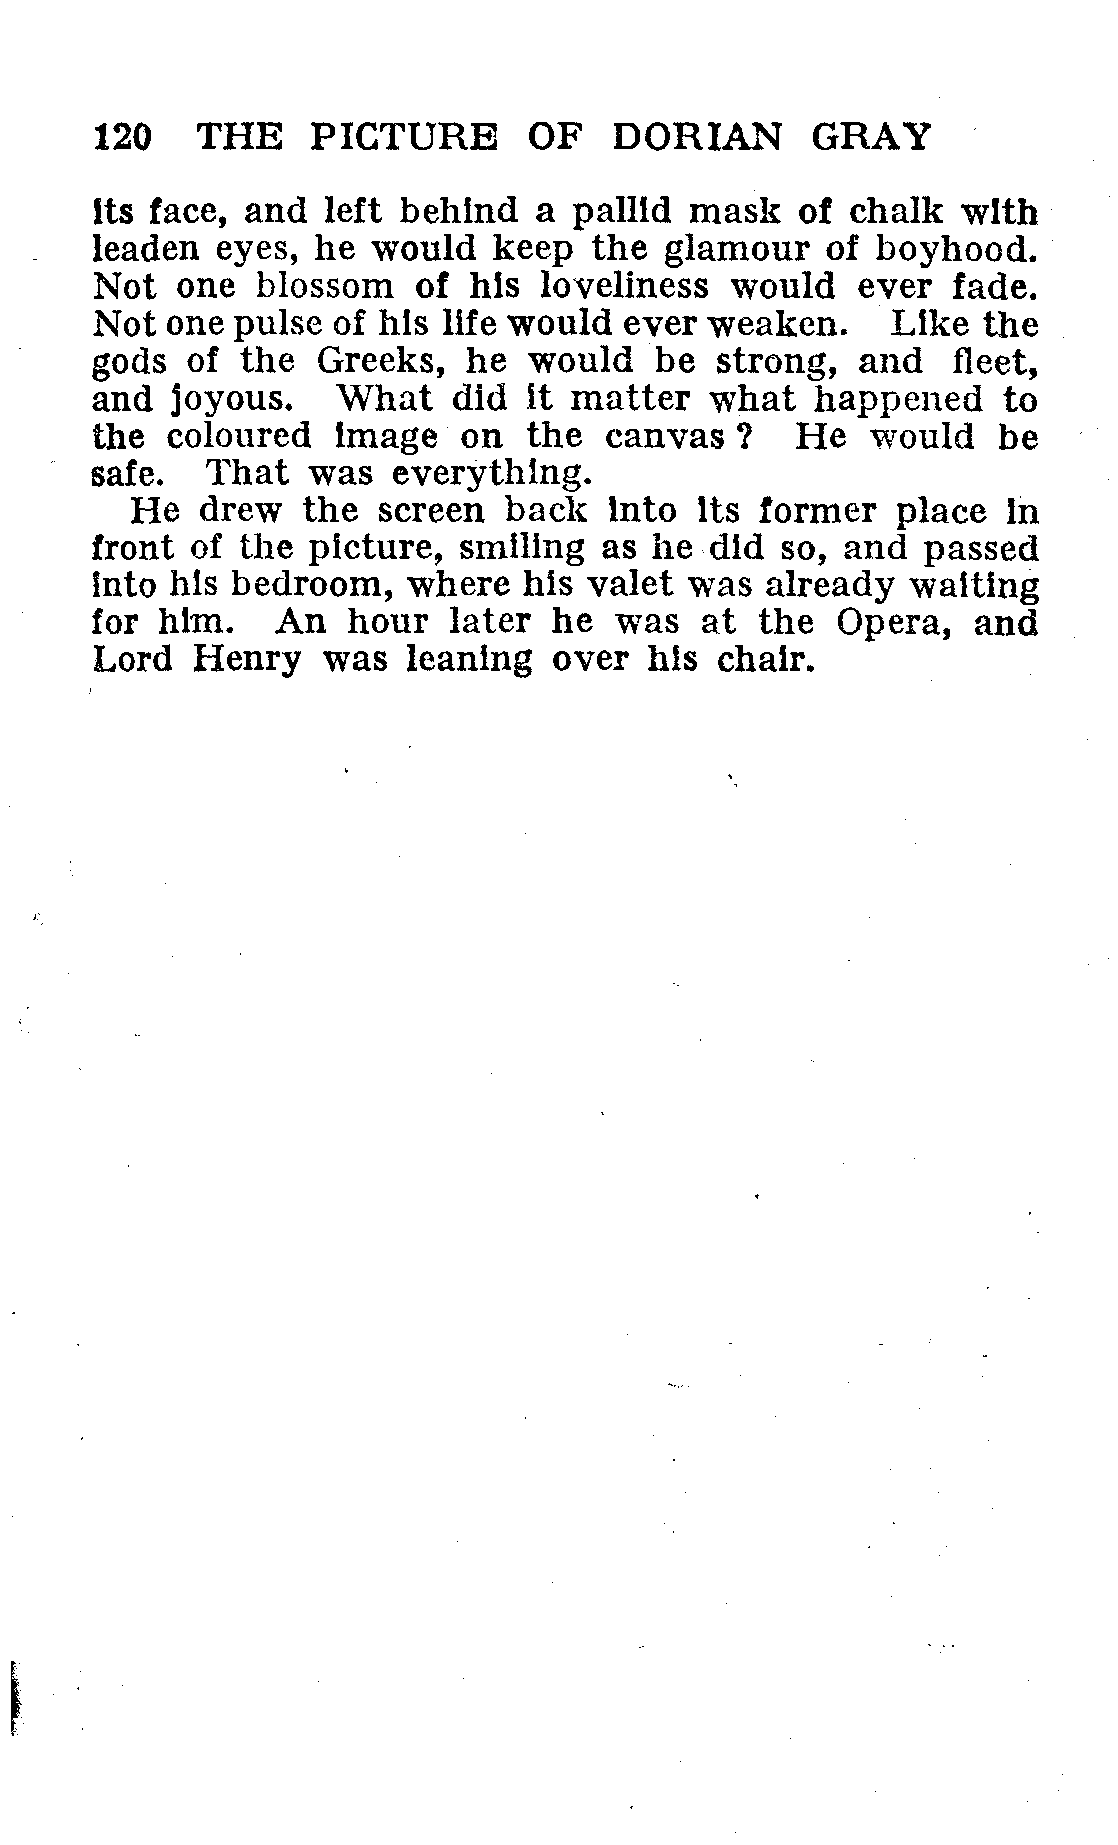 120 THE PICTURE OF DORIAN GRAY
its face, and left behind a pallid mask of chalk with
leaden eyes, he would keep the glamour of boyhood.
Not one blossom of his loveliness would ever fade.
Not one pulse of his life would ever weaken. Like the
gods of the Greeks, he would be strong, and fleet,
and joyous. What did it matter what happened to
the coloured image on the canvas ? He would be
safe. That was everything.
He drew the screen back into its former place in
front of the picture, smiling as he did so, and passed
into his bedroom, where his valet was already waiting
for him. An hour later he was at the Opera, and
Lord Henry was leaning over his chair.